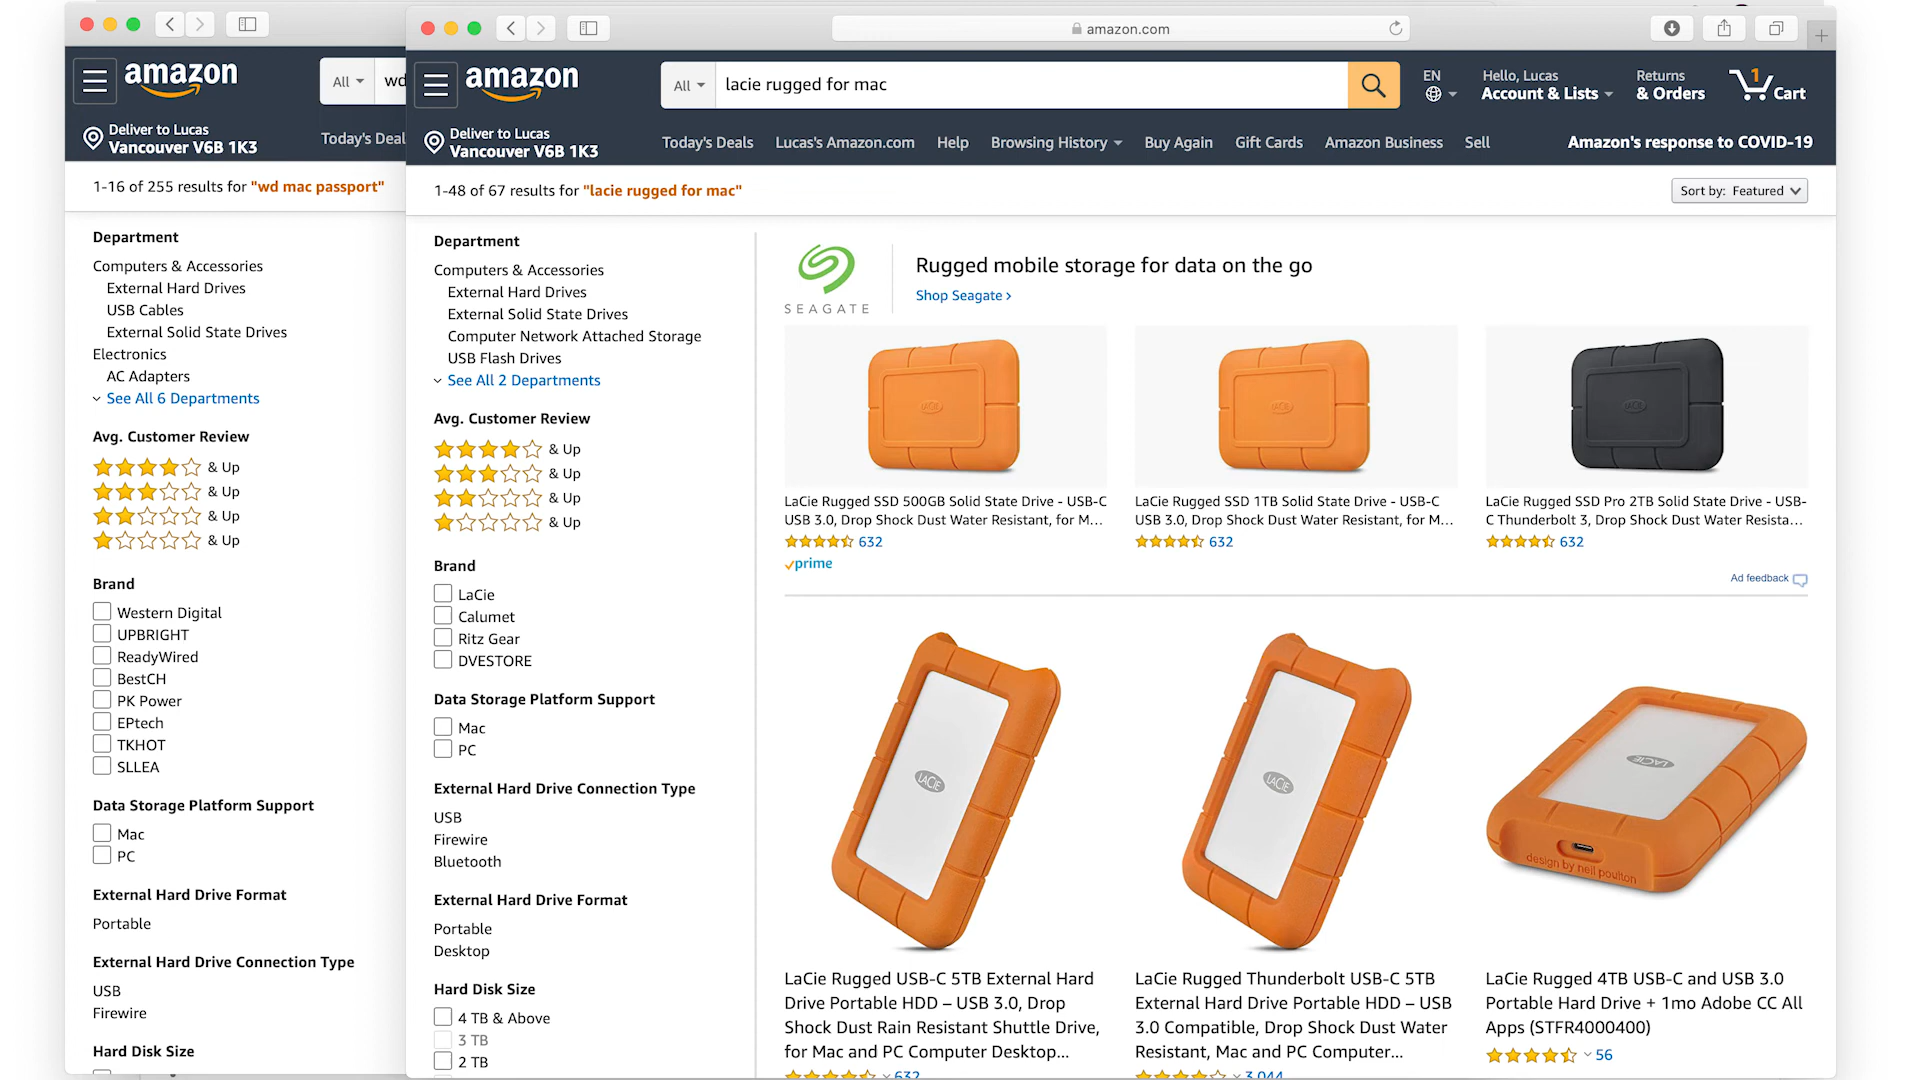 amazon
All
wd
Deliver to Lucas
Vancouver V6B 1K3
Today's Deal
1-16 of 255 results for "wd mac passport"
Department
Computers & Accessories
External Hard Drives
USB Cables
External Solid State Drives
Electronics
AC Adapters
See All 6 Departments
Avg. Customer Review
& Up
& Up
& Up
& Up
Brand
Western Digital
UPBRIGHT
ReadyWired
BestCH
PK Power
EPtech
TKHOT
SLLEA
Data Storage Platform Support
Mac
PC
External Hard Drive Format
Portable
External Hard Drive Connection Type
USB
Firewire
Hard Disk Size
amazon.com
amazon
All
lacie rugged for mac
EN
Hello, Lucas
Account & Lists
Returns
& Orders
1
Cart
Deliver to Lucas
Vancouver V6B 1K3
Today's Deals Lucas's Amazon.com Help Browsing History Buy Again Gift Cards Amazon Business Sell Amazon's response to COVID-19
1-48 of 67 results for "lacie rugged for mac"
Sort by: Featured
Department
Computers & Accessories
External Hard Drives
External Solid State Drives
Computer Network Attached Storage
USB Flash Drives
See All 2 Departments
Avg. Customer Review
& Up
& Up
& Up
& Up
Brand
LaCie
Calumet
Ritz Gear
DVESTORE
Data Storage Platform Support
Mac
PC
External Hard Drive Connection Type
USB
Firewire
Bluetooth
External Hard Drive Format
Portable
Desktop
Hard Disk Size
4 TB & Above
3 TB
2 TB
SEAGATE
Rugged mobile storage for data on the go
Shop Seagate ›
LACIE
LaCie Rugged SSD 500GB Solid State Drive - USB-C
USB 3.0, Drop Shock Dust Water Resistant, for M...
632
prime
LACIE
LaCie Rugged SSD 1TB Solid State Drive - USB-C
USB 3.0, Drop Shock Dust Water Resistant, for M...
632
LACIE
LaCie Rugged SSD Pro 2TB Solid State Drive - USB-
C Thunderbolt 3, Drop Shock Dust Water Resista...
632
Ad feedback
LACIE
LaCie Rugged USB-C 5TB External Hard
Drive Portable HDD – USB 3.0, Drop
Shock Dust Rain Resistant Shuttle Drive,
for Mac and PC Computer Desktop...
632
LACIE
LaCie Rugged Thunderbolt USB-C 5TB
External Hard Drive Portable HDD – USB
3.0 Compatible, Drop Shock Dust Water
Resistant, Mac and PC Computer...
3,044
LACIE
design by neil poulton
LaCie Rugged 4TB USB-C and USB 3.0
Portable Hard Drive + 1mo Adobe CC All
Apps (STFR4000400)
56